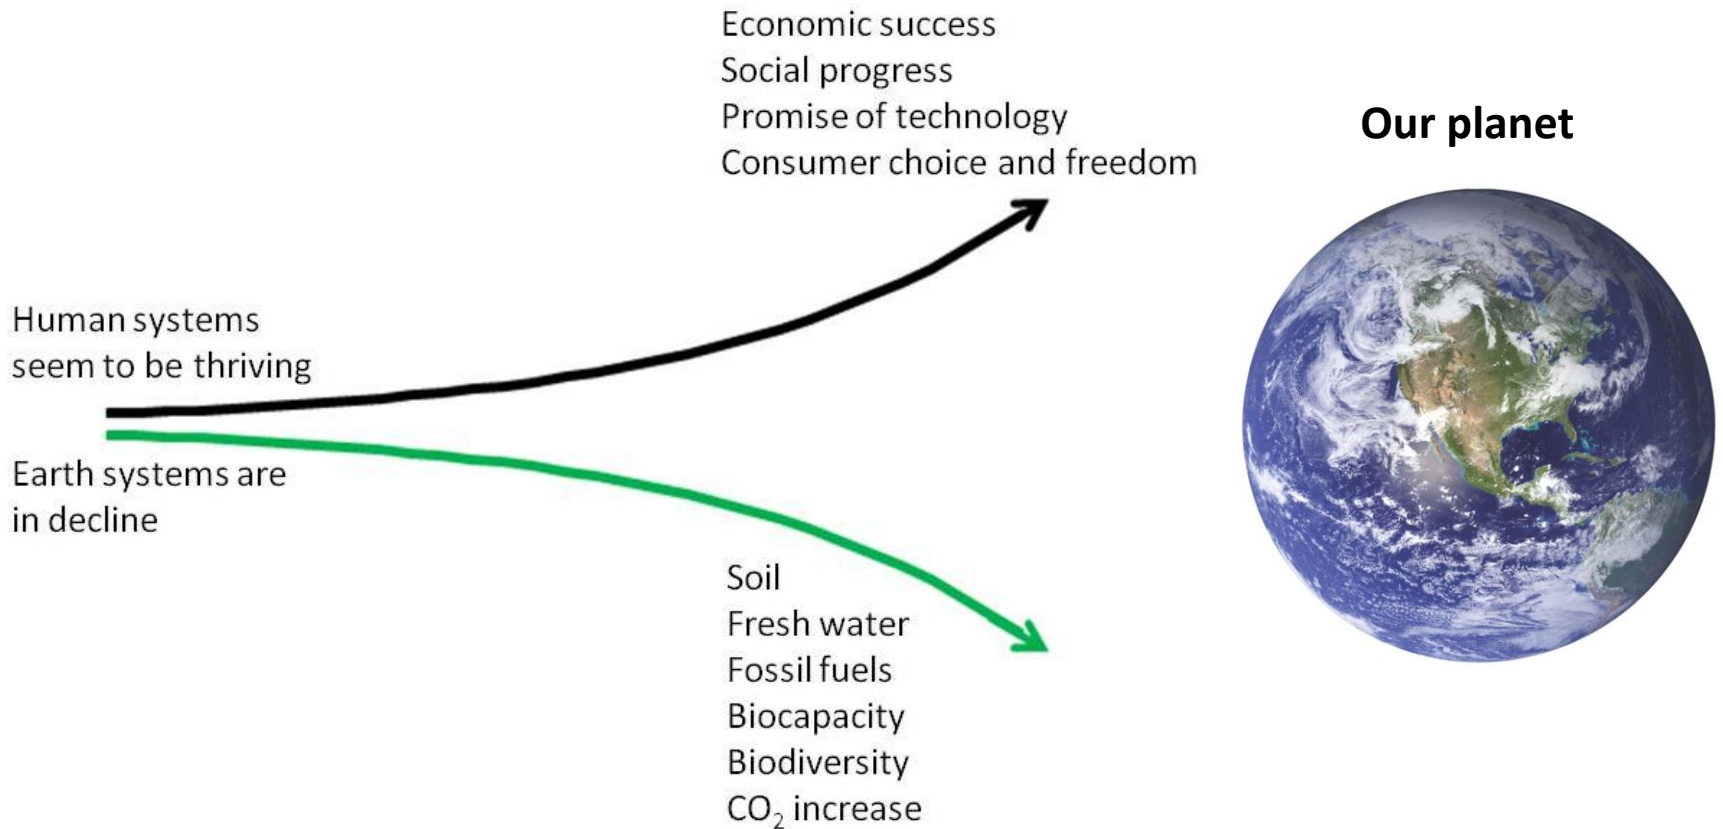 Economic success
Social progress
Promise of technology
Consumer choice and freedom
Our planet
Human systems
seem to be thriving
Earth systems are
in decline
Soil
Fresh water
Fossil fuels
Biocapacity
Biodiversity
CO₂ increase